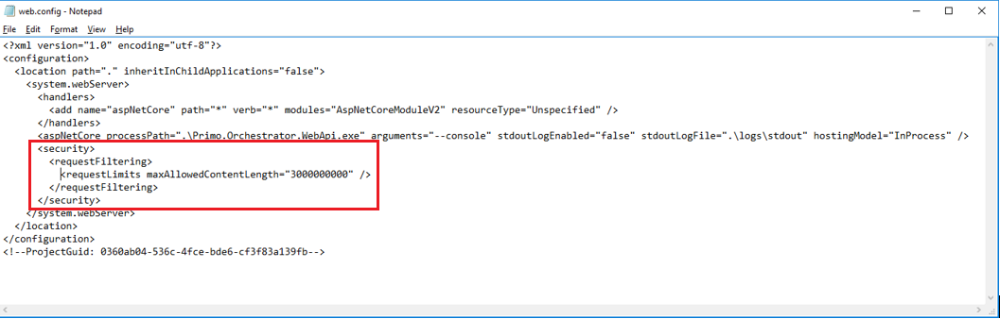 web.config - Notepad
File Edit Format View Help
<?xml version="1.0" encoding="utf-8"?>
<configuration>
  <location path="." inheritInChildApplications="false">
    <system.webServer>
      <handlers>
        <add name="aspNetCore" path="*" verb="*" modules="AspNetCoreModuleV2" resourceType="Unspecified" />
      </handlers>
      <aspNetCore processPath=".\Primo.Orchestrator.WebApi.exe" arguments="--console" stdoutLogEnabled="false" stdoutLogFile=".\logs\stdout" hostingModel="InProcess" />
      <security>
        <requestFiltering>
          <requestLimits maxAllowedContentLength="3000000000" />
        </requestFiltering>
      </security>
    </system.webServer>
  </location>
</configuration>
<!--ProjectGuid: 0360ab04-536c-4fce-bde6-cf3f83a139fb-->